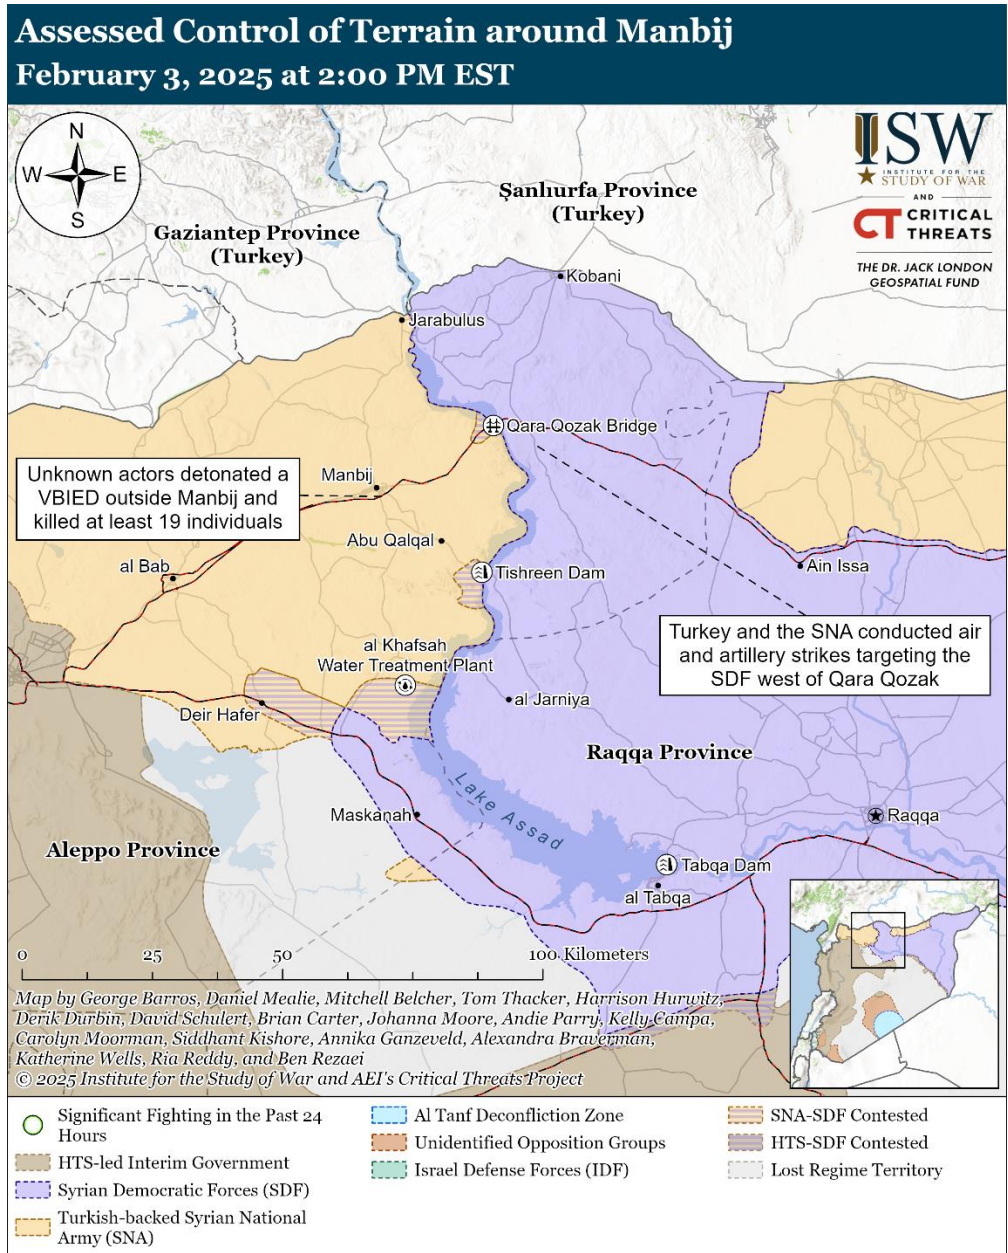 Assessed Control of Terrain around Manbij
February 3, 2025 at 2:00 PM EST
N
W
E
S
ISW
INSTITUTE FOR THE
STUDY OF WAR
AND
CT CRITICAL
THREATS
THE DR. JACK LONDON
GEOSPATIAL FUND
Şanlıurfa Province
(Turkey)
Gaziantep Province
(Turkey)
Kobani
Jarabulus
Qara-Qozak Bridge
Unknown actors detonated a
VBIED outside Manbij and
killed at least 19 individuals
Manbij
Abu Qalqal
al Bab
Tishreen Dam
Ain Issa
Turkey and the SNA conducted air
and artillery strikes targeting the
SDF west of Qara Qozak
al Khafsah
Water Treatment Plant
Deir Hafer
al Jarniya
Raqqa Province
Lake Assad
Maskanah
Raqqa
Aleppo Province
Tabqa Dam
al Tabqa
0 25 50 100 Kilometers
Map by George Barros, Daniel Mealie, Mitchell Belcher, Tom Thacker, Harrison Hurwitz,
Derik Durbin, David Schulert, Brian Carter, Johanna Moore, Andie Parry, Kelly Campa,
Carolyn Moorman, Siddhant Kishore, Annika Ganzeveld, Alexandra Braverman,
Katherine Wells, Ria Reddy, and Ben Rezaei
© 2025 Institute for the Study of War and AEI's Critical Threats Project
Significant Fighting in the Past 24
Hours
HTS-led Interim Government
Syrian Democratic Forces (SDF)
Turkish-backed Syrian National
Army (SNA)
Al Tanf Deconfliction Zone
Unidentified Opposition Groups
Israel Defense Forces (IDF)
SNA-SDF Contested
HTS-SDF Contested
Lost Regime Territory